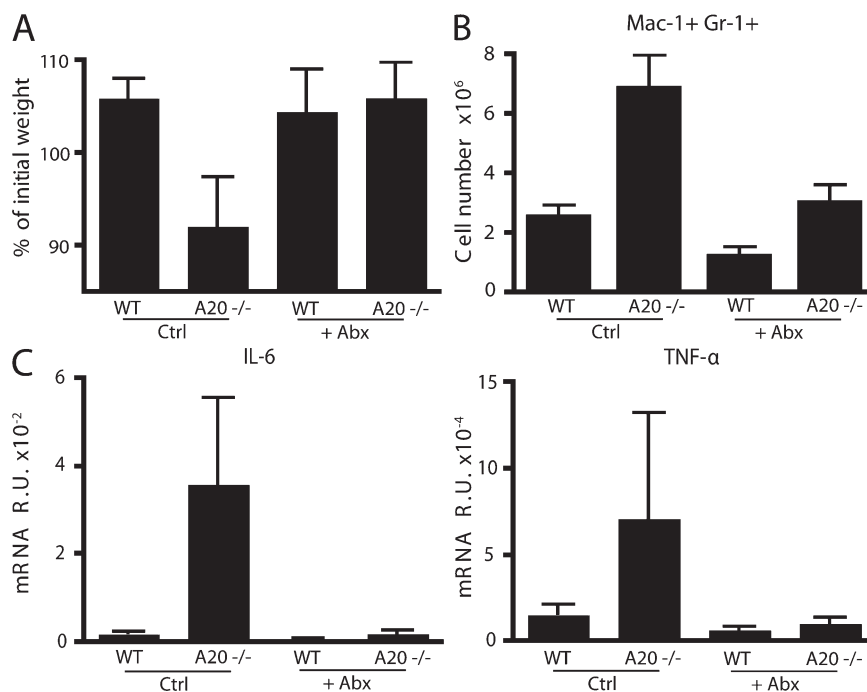 A
% of initial weight
110
100
90
WT A20 -/- WT A20 -/-
Ctrl + Abx
B
Mac-1+ Gr-1+
Cell number x10⁶
8
6
4
2
0
WT A20 -/- WT A20 -/-
Ctrl + Abx
C
IL-6
mRNA R.U. x10⁻²
6
4
2
0
WT A20 -/- WT A20 -/-
Ctrl + Abx
TNF-α
mRNA R.U. x10⁻⁴
15
10
5
0
WT A20 -/- WT A20 -/-
Ctrl + Abx